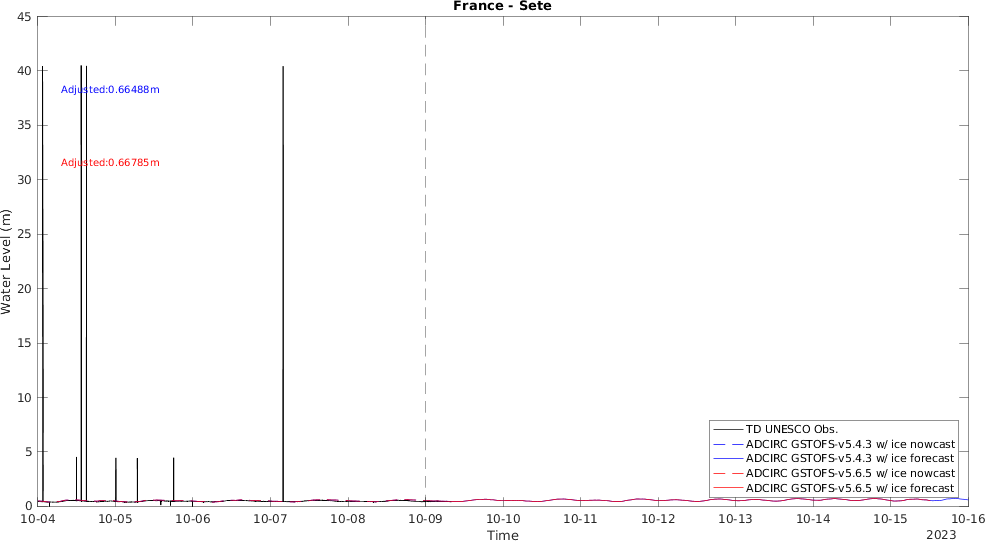 France - Sete
45
40
35
30
25
20
15
10
5
0
Water Level (m)
Adjusted:0.66488m
Adjusted:0.66785m
TD UNESCO Obs.
ADCIRC GSTOFS-v5.4.3 w/ ice nowcast
ADCIRC GSTOFS-v5.4.3 w/ ice forecast
ADCIRC GSTOFS-v5.6.5 w/ ice nowcast
ADCIRC GSTOFS-v5.6.5 w/ ice forecast
10-04 10-05 10-06 10-07 10-08 10-09 10-10 10-11 10-12 10-13 10-14 10-15 10-16
Time
2023